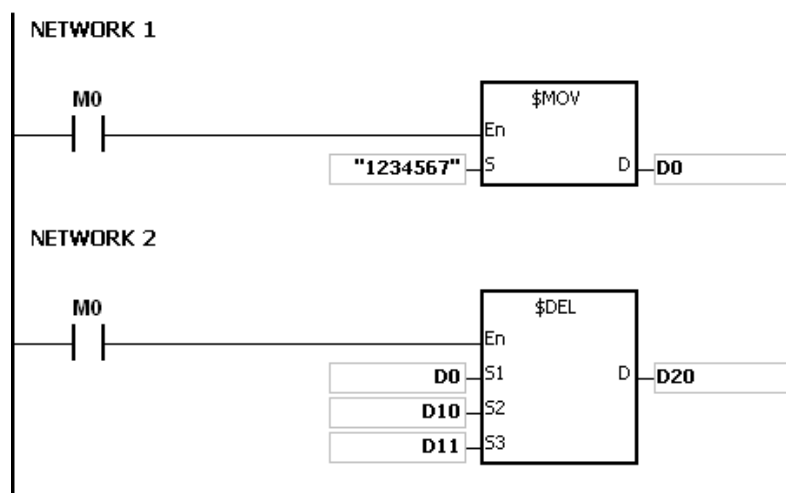 NETWORK 1
M0
$MOV
En
"1234567" S D D0
NETWORK 2
M0
$DEL
En
D0 S1 D D20
D10 S2
D11 S3